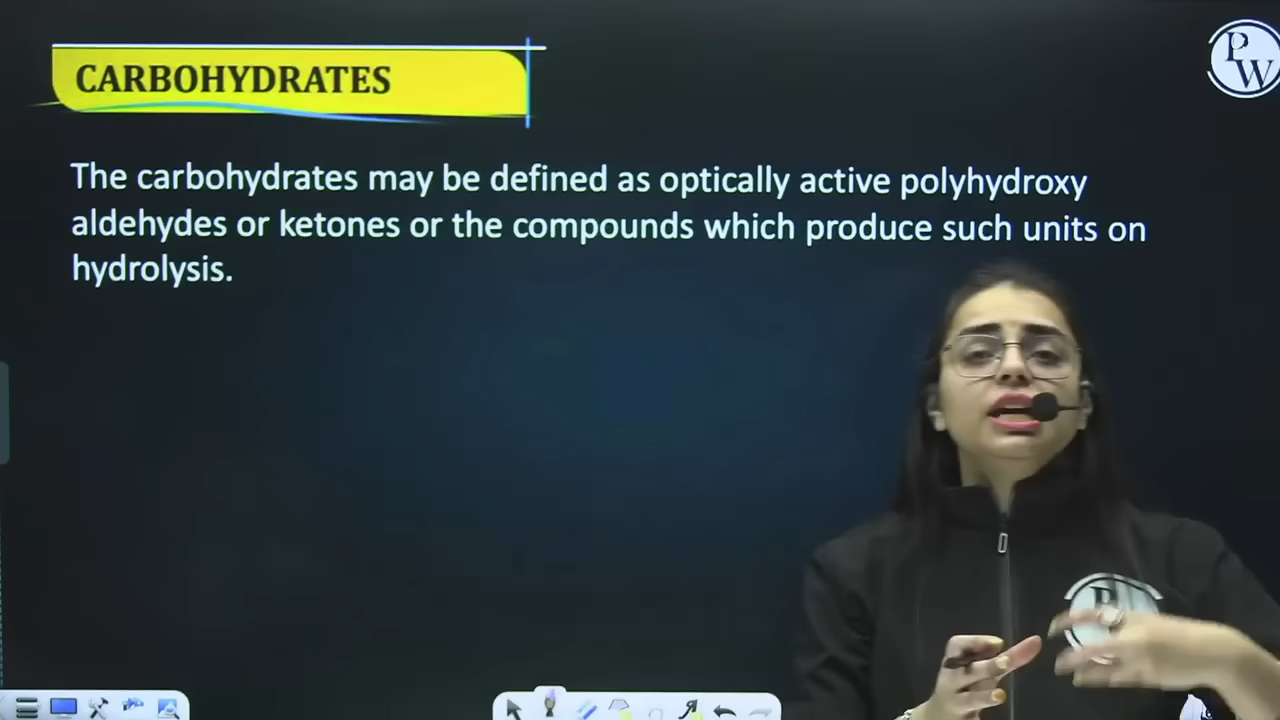 CARBOHYDRATES
PW
The carbohydrates may be defined as optically active polyhydroxy
aldehydes or ketones or the compounds which produce such units on
hydrolysis.
P